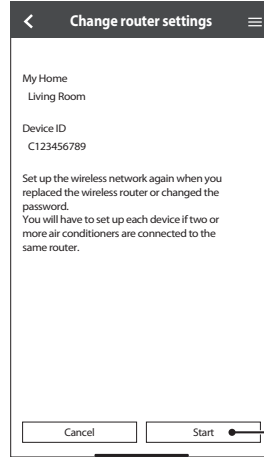 Change router settings
My Home
Living Room
Device ID
C123456789
Set up the wireless network again when you
replaced the wireless router or changed the
password.
You will have to set up each device if two or
more air conditioners are connected to the
same router.
Cancel Start